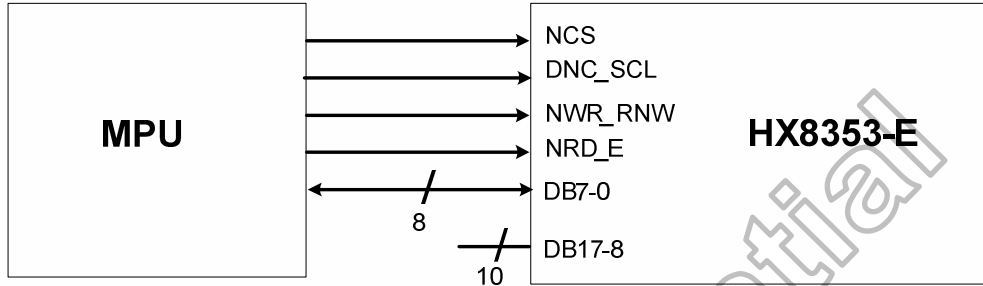 MPU
NCS
DNC_SCL
NWR_RNW
NRD_E
HX8353-E
DB7-0
8
DB17-8
10